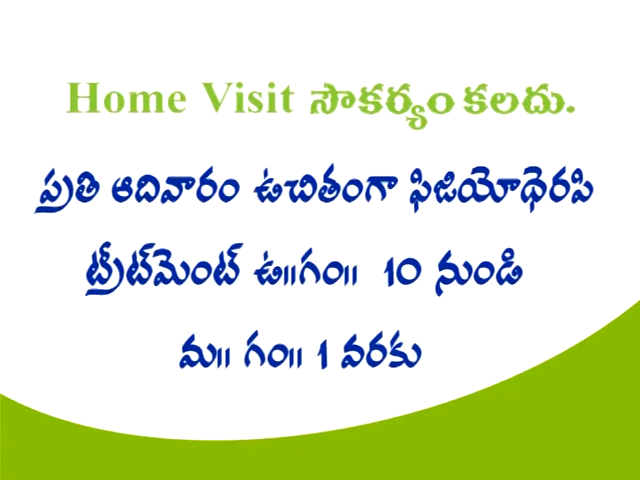 Home Visit సౌకర్యం కలదు.
ప్రతి ఆదివారం ఉచితంగా ఫిజియోథెరపి
ట్రీట్‌మెంట్ ఉ॥గం॥ 10 నుండి
మ॥ గం॥ 1 వరకు